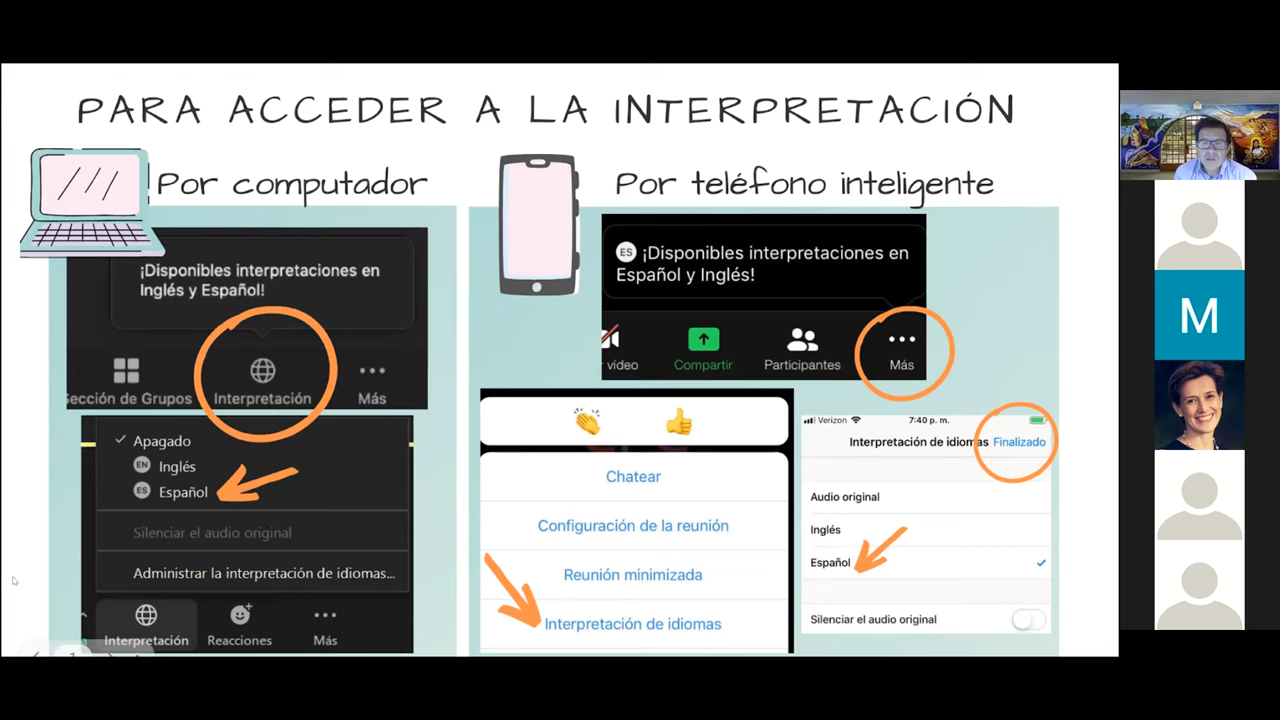 PARA ACCEDER A LA INTERPRETACIÓN
Por computador
¡Disponibles interpretaciones en
Inglés y Español!
sección de Grupos
Interpretación
Más
Apagado
EN Inglés
ES Español
Silenciar el audio original
Administrar la interpretación de idiomas...
Interpretación
Reacciones
Más
Por teléfono inteligente
ES ¡Disponibles interpretaciones en
Español y Inglés!
vídeo
Compartir
Participantes
Más
Chatear
Configuración de la reunión
Reunión minimizada
Interpretación de idiomas
Verizon 7:40 p. m.
Interpretación de idiomas Finalizado
Audio original
Inglés
Español
Silenciar el audio original
M